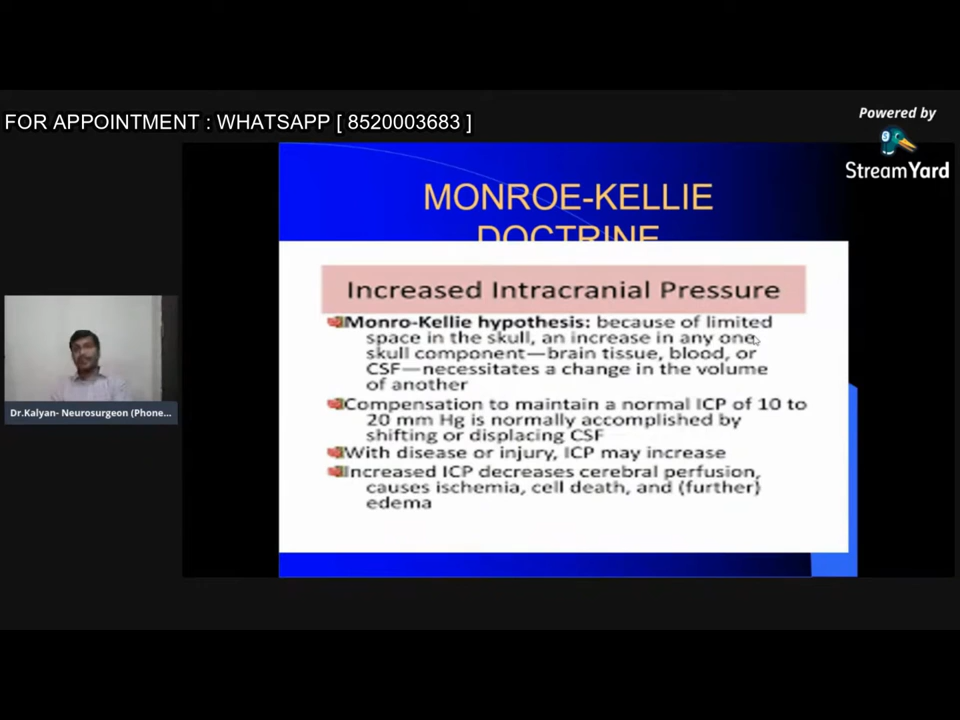 FOR APPOINTMENT : WHATSAPP [ 8520003683 ]
Powered by
StreamYard
MONROE-KELLIE
DOCTRINE
Increased Intracranial Pressure
Monro-Kellie hypothesis: because of limited
space in the skull, an increase in any one
skull component—brain tissue, blood, or
CSF—necessitates a change in the volume
of another
Compensation to maintain a normal ICP of 10 to
20 mm Hg is normally accomplished by
shifting or displacing CSF
With disease or injury, ICP may increase
Increased ICP decreases cerebral perfusion,
causes ischemia, cell death, and (further)
edema
Dr.Kalyan- Neurosurgeon (Phone...